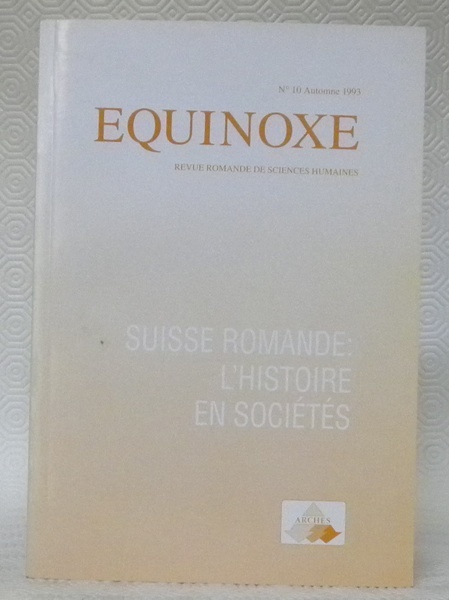 N° 10 Automne 1993
EQUINOXE
REVUE ROMANDE DE SCIENCES HUMAINES
SUISSE ROMANDE:
L'HISTOIRE
EN SOCIÉTÉS
ARCHES